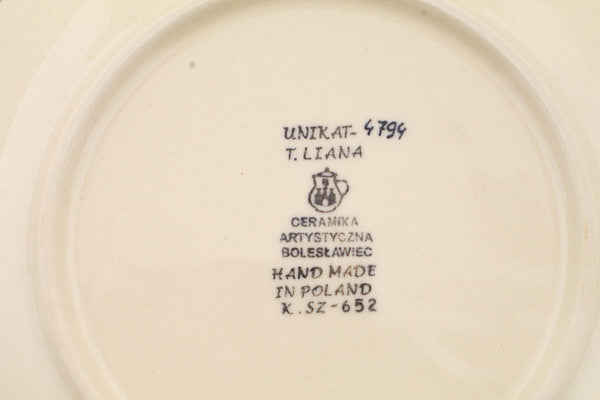 UNIKAT- 4794
T. LIANA
B
CERAMIKA
ARTYSTYCZNA
BOLESŁAWIEC
HAND MADE
IN POLAND
K. SZ-652